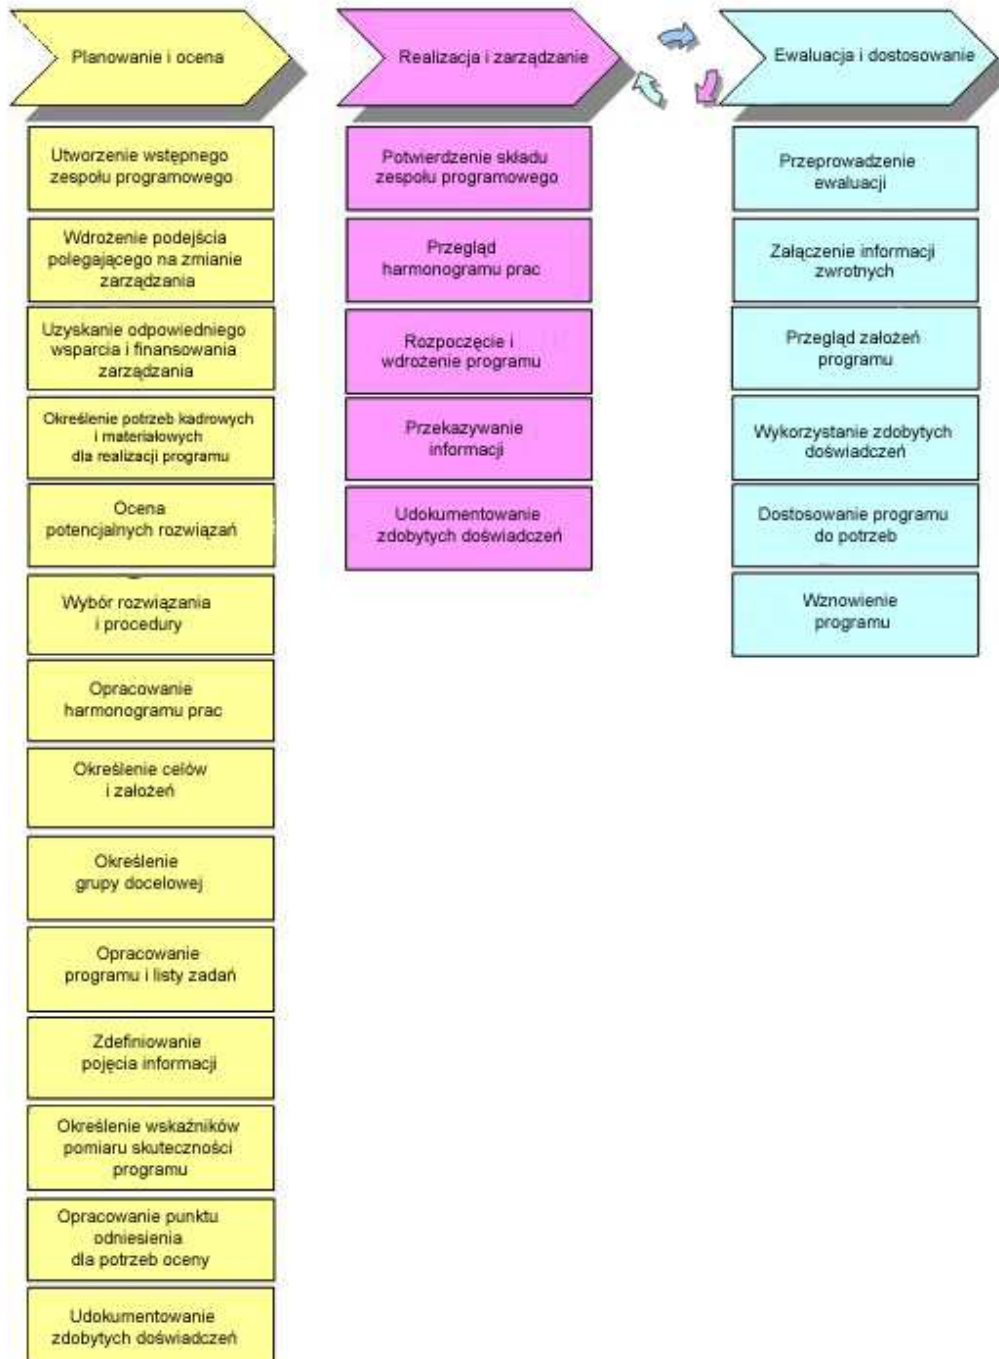 Planowanie i ocena
Utworzenie wstępnego
zespołu programowego
Wdrożenie podejścia
polegającego na zmianie
zarządzania
Uzyskanie odpowiedniego
wsparcia i finansowania
zarządzania
Określenie potrzeb kadrowych
i materiałowych
dla realizacji programu
Ocena
potencjalnych rozwiązań
Wybór rozwiązania
i procedury
Opracowanie
harmonogramu prac
Określenie celów
i założeń
Określenie
grupy docelowej
Opracowanie
programu i listy zadań
Zdefiniowanie
pojęcia informacji
Określenie wskaźników
pomiaru skuteczności
programu
Opracowanie punktu
odniesienia
dla potrzeb oceny
Udokumentowanie
zdobytych doświadczeń
Realizacja i zarządzanie
Potwierdzenie składu
zespołu programowego
Przegląd
harmonogramu prac
Rozpoczęcie i
wdrożenie programu
Przekazywanie
informacji
Udokumentowanie
zdobytych doświadczeń
Ewaluacja i dostosowanie
Przeprowadzenie
ewaluacji
Załączenie informacji
zwrotnych
Przegląd założeń
programu
Wykorzystanie zdobytych
doświadczeń
Dostosowanie programu
do potrzeb
Wznowienie
programu